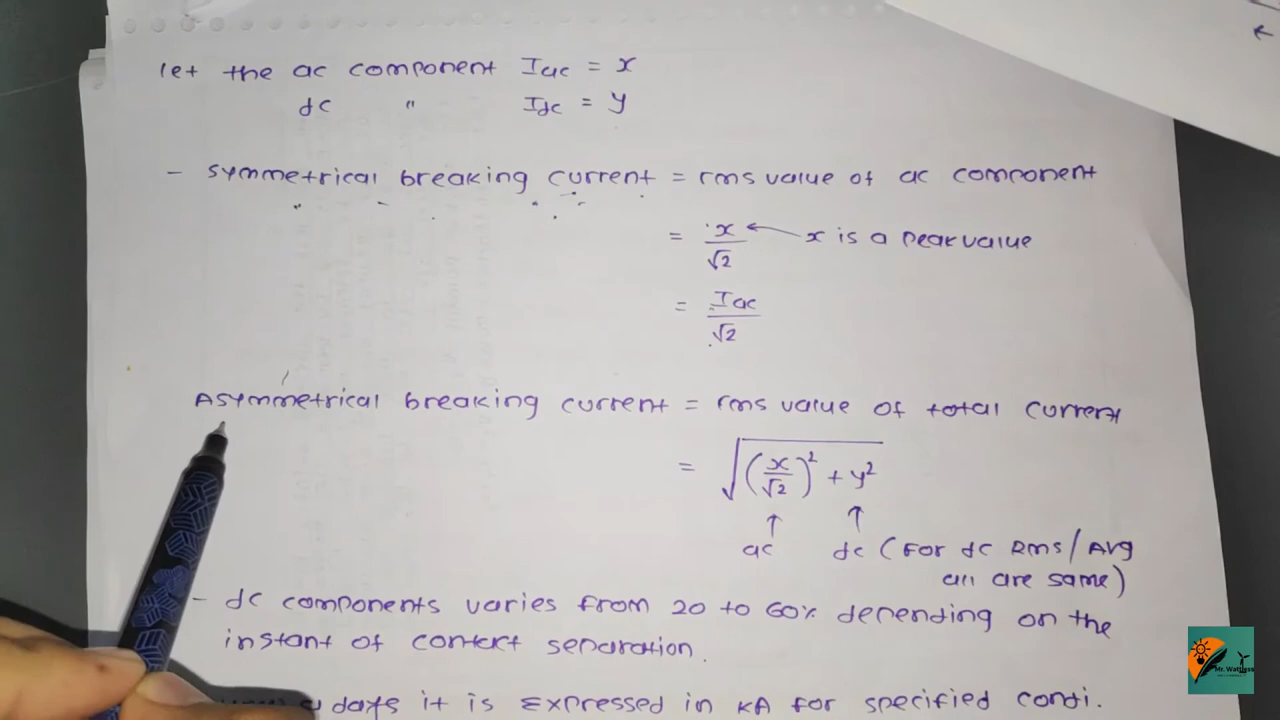 let the ac component Iac = x
dc " Idc = y
- Symmetrical breaking current = rms value of ac component
= x/√2 ← x is a peak value
= Iac/√2
Asymmetrical breaking current = rms value of total current
= √((x/√2)² + y²)
↑ ac ↑ dc (For dc Rms/Avg
all are same)
- dc components varies from 20 to 60% depending on the
instant of contact separation.
days it is Expressed in KA for specified condi.
Mr. Wattless